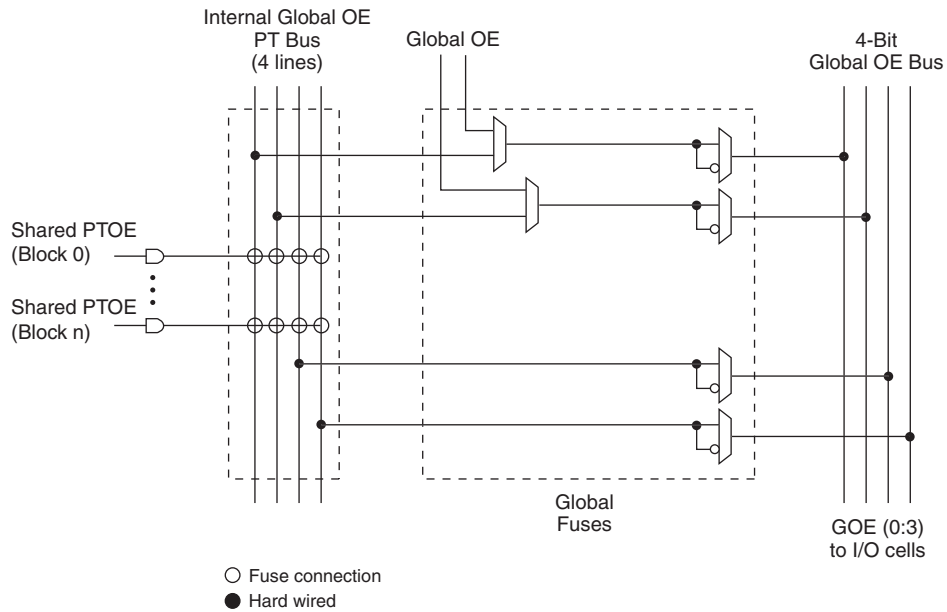 Internal Global OE
PT Bus
(4 lines)
Global OE
4-Bit
Global OE Bus
Shared PTOE
(Block 0)
Shared PTOE
(Block n)
Global
Fuses
GOE (0:3)
to I/O cells
Fuse connection
Hard wired